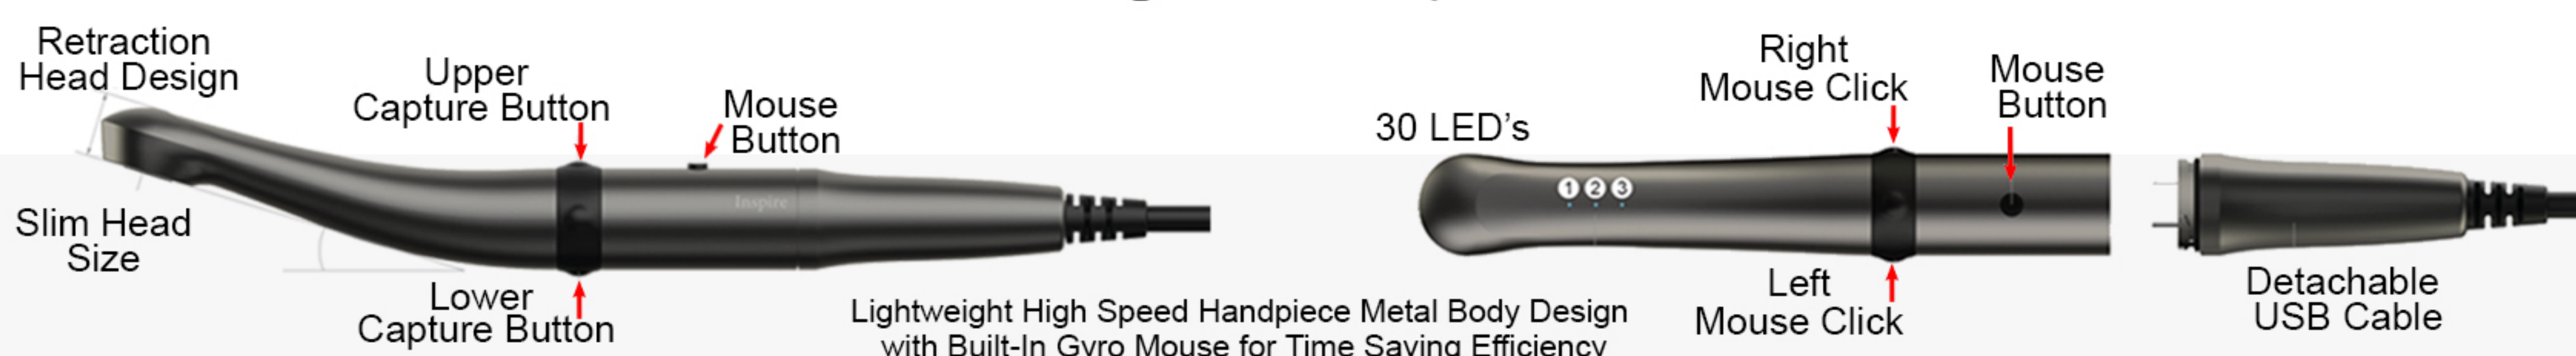 Retraction
Head Design
Upper
Capture Button
Mouse
Button
Inspire
Slim Head
Size
Lower
Capture Button
Lightweight High Speed Handpiece Metal Body Design
with Built-In Gyro Mouse for Time Saving Efficiency
30 LED's
1 2 3
Right
Mouse Click
Mouse
Button
Left
Mouse Click
Detachable
USB Cable